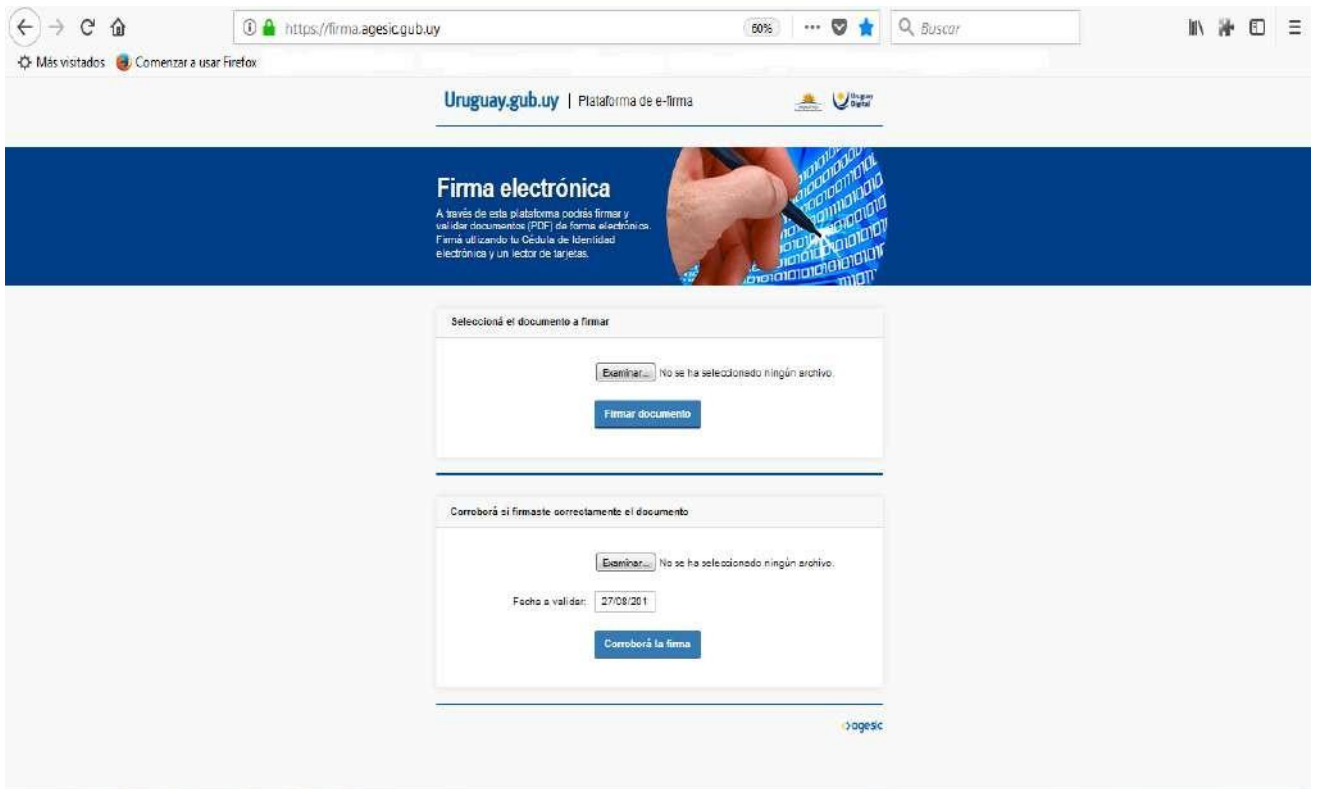 https://firma.agesic.gub.uy
60%
Buscar
Más visitados
Comenzar a usar Firefox
Uruguay.gub.uy | Plataforma de e-firma
Uruguay Digital
Firma electrónica
A través de esta plataforma podrás firmar y
validar documentos (PDF) de forma electrónica.
Firmá utilizando tu Cédula de Identidad
electrónica y un lector de tarjetas.
Seleccioná el documento a firmar
Examinar... No se ha seleccionado ningún archivo.
Firmar documento
Corroborá si firmaste correctamente el documento
Examinar... No se ha seleccionado ningún archivo.
Fecha a validar: 27/08/201
Corroborá la firma
agesic